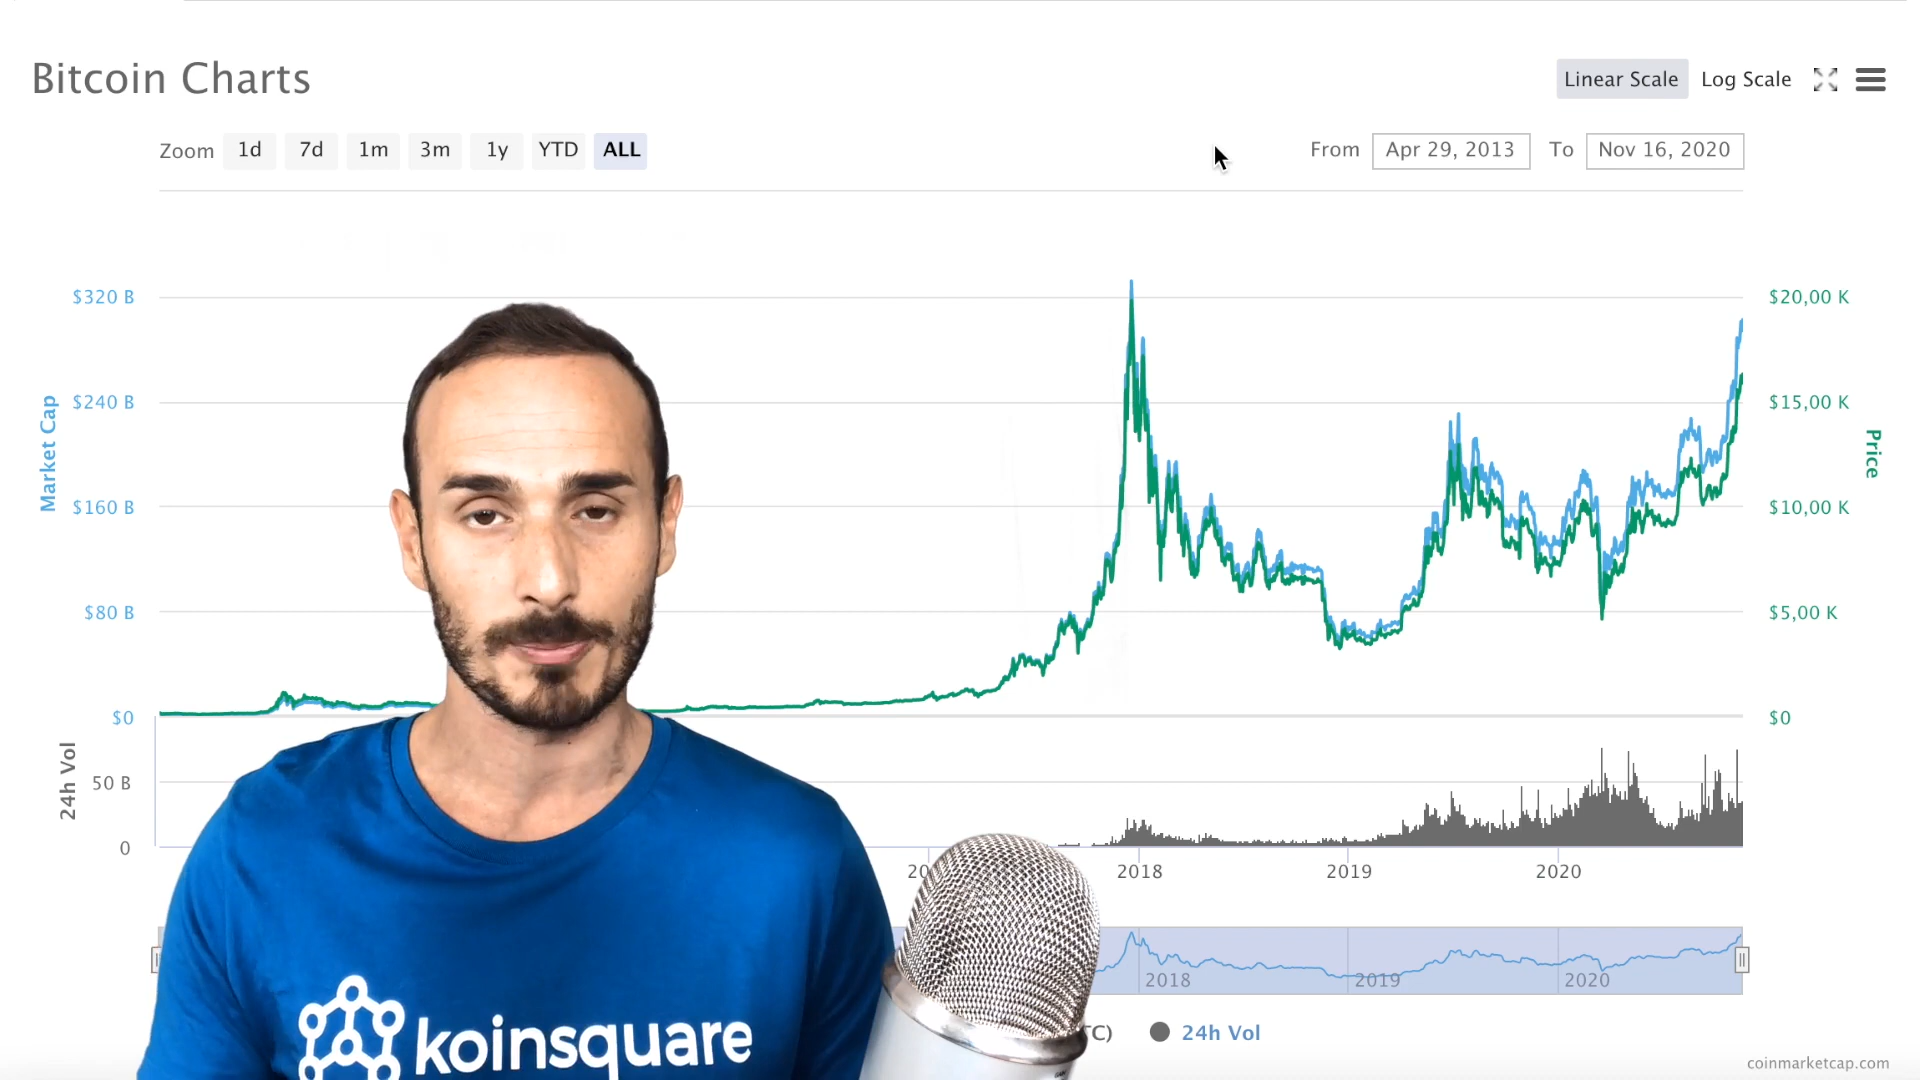 Bitcoin Charts
Linear Scale Log Scale
Zoom 1d 7d 1m 3m 1y YTD ALL
From Apr 29, 2013 To Nov 16, 2020
$320 B
$240 B
$160 B
$80 B
$0
Market Cap
$20,00 K
$15,00 K
$10,00 K
$5,00 K
$0
Price
24h Vol
50 B
0
2018 2019 2020
2018 2019 2020
TC) 24h Vol
koinsquare
coinmarketcap.com